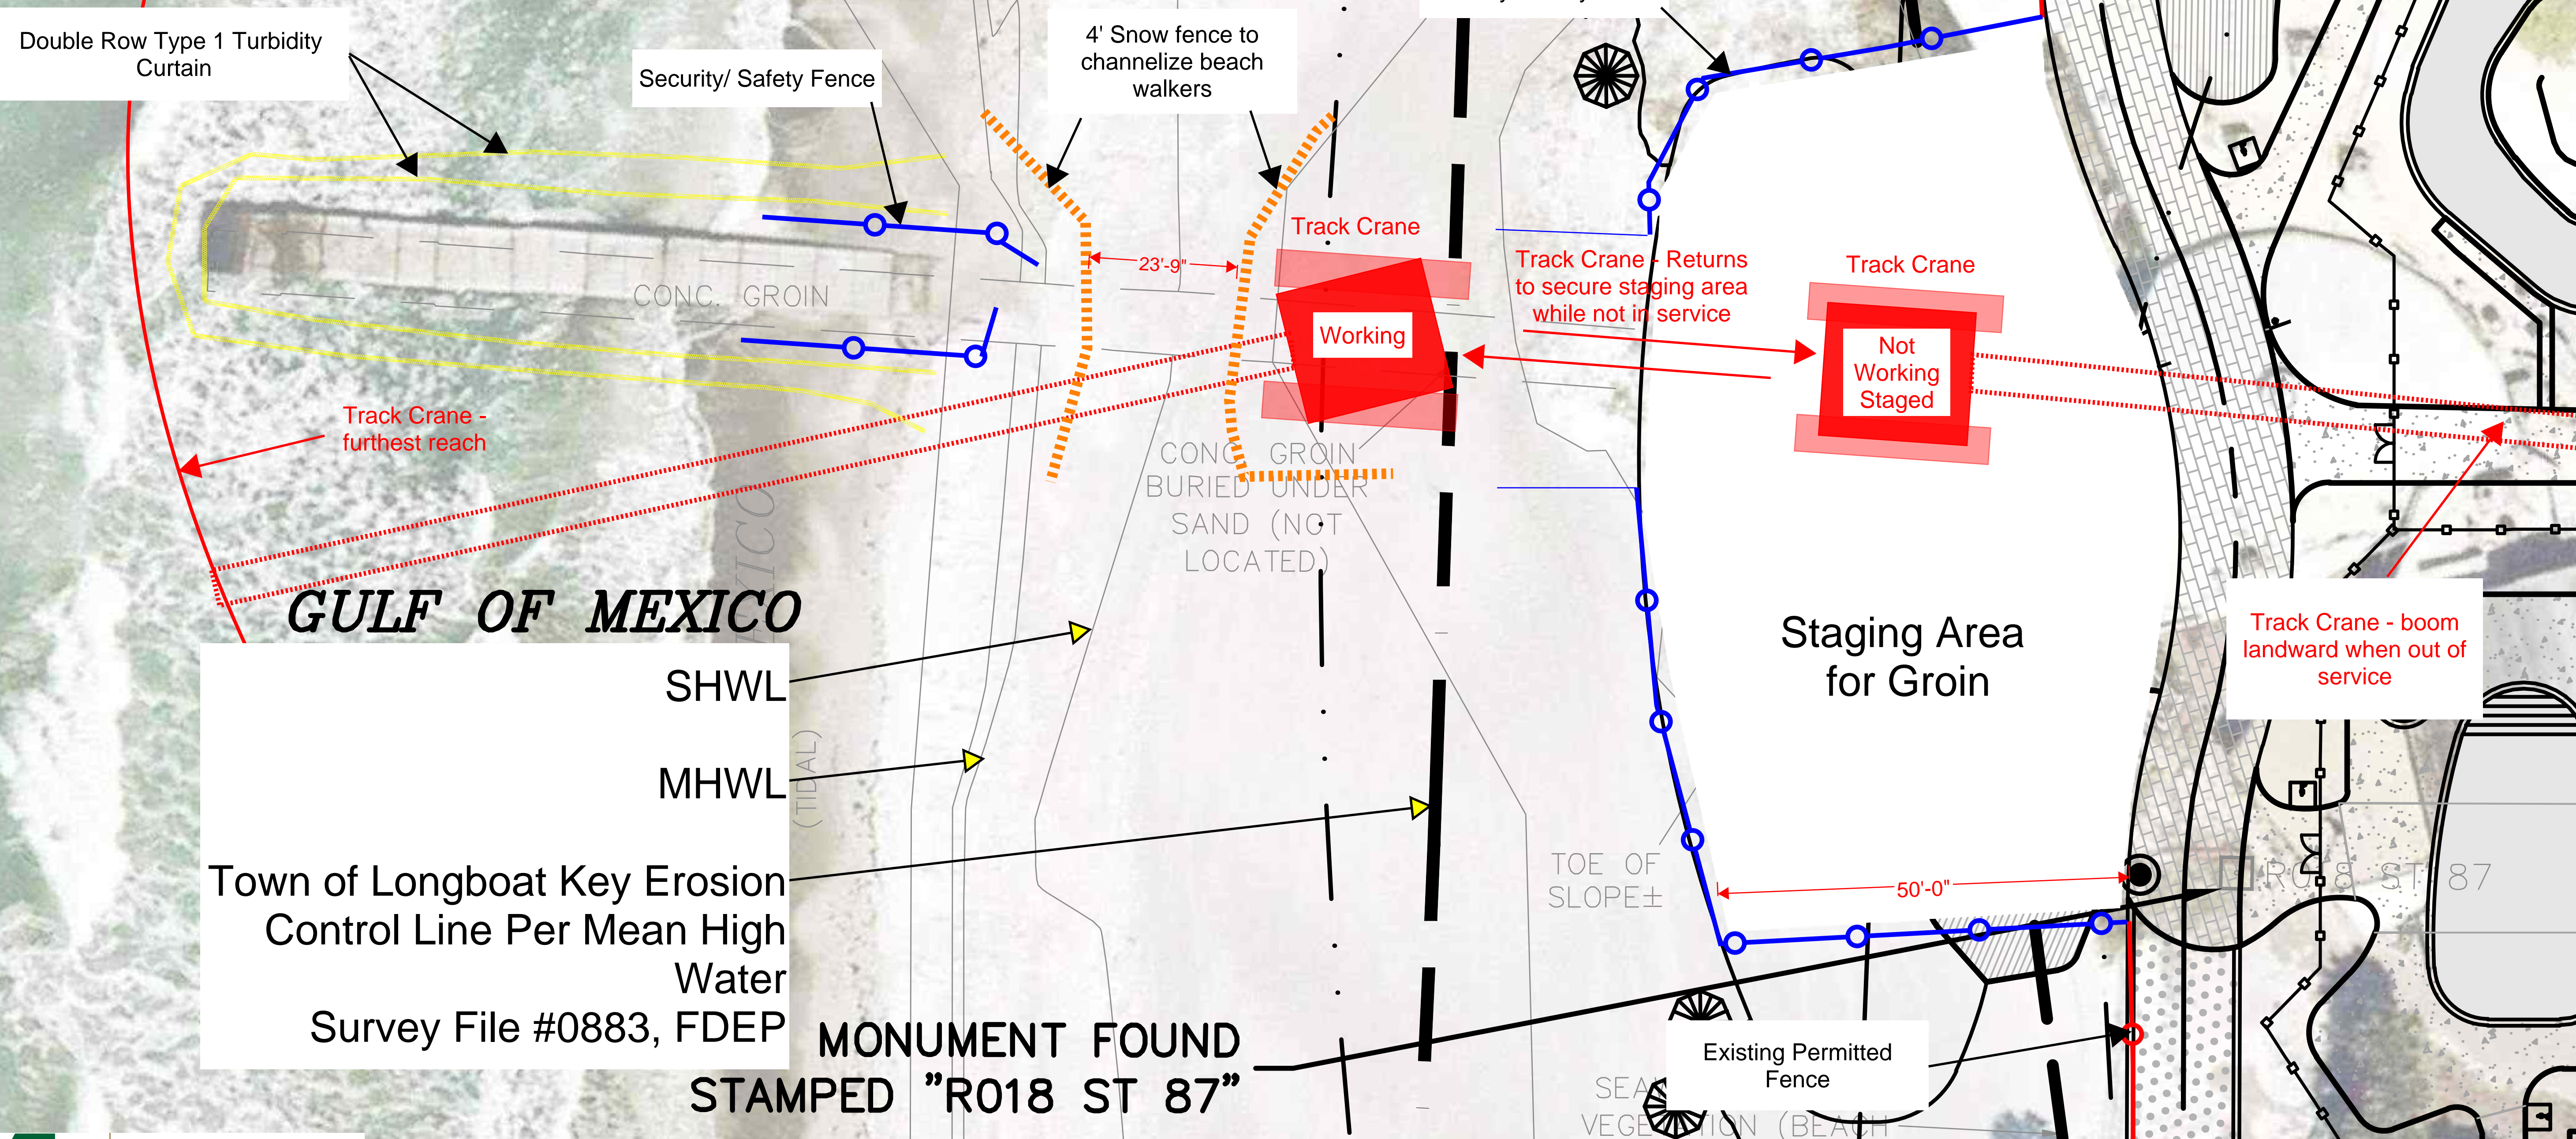 Double Row Type 1 Turbidity
Curtain
Security/ Safety Fence
4' Snow fence to
channelize beach
walkers
Track Crane
23'-9"
Working
Track Crane - Returns
to secure staging area
while not in service
Track Crane
Not
Working
Staged
CONC. GROIN
Track Crane -
furthest reach
CONC GROIN
BURIED UNDER
SAND (NOT
LOCATED)
GULF OF MEXICO
SHWL
MHWL
(TIDAL)
Town of Longboat Key Erosion
Control Line Per Mean High
Water
Survey File #0883, FDEP
MONUMENT FOUND
STAMPED "R018 ST 87"
Staging Area
for Groin
Track Crane - boom
landward when out of
service
TOE OF
SLOPE±
50'-0"
R018 ST 87
Existing Permitted
Fence
(BEACH